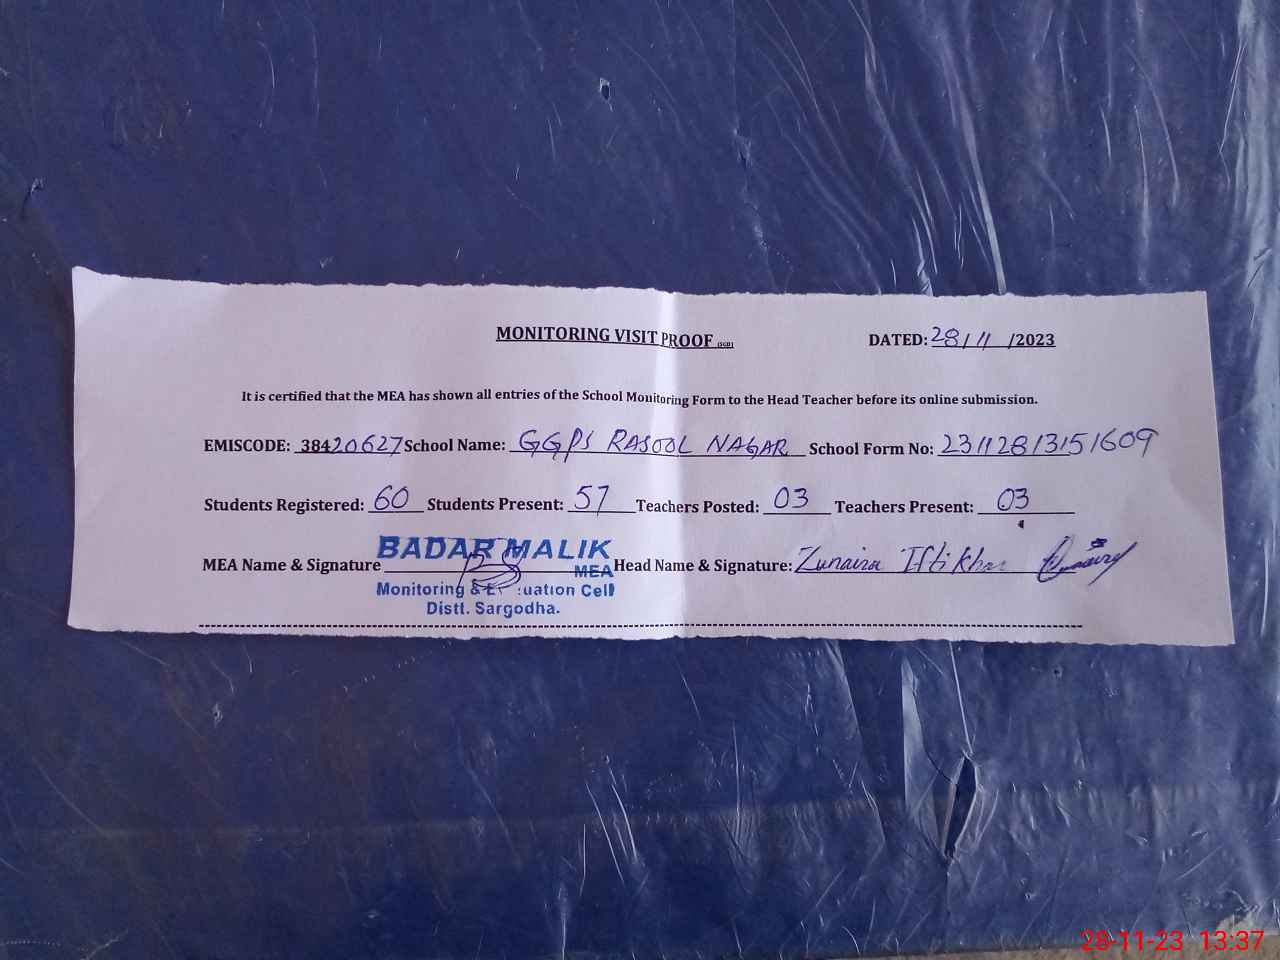 MONITORING VISIT PROOF (SGD) DATED: 28/11/2023
It is certified that the MEA has shown all entries of the School Monitoring Form to the Head Teacher before its online submission.
EMISCODE: 38420627 School Name: GGPS RASOOL NAGAR School Form No: 23112813151609
Students Registered: 60 Students Present: 57 Teachers Posted: 03 Teachers Present: 03
BADAR MALIK
MEA Name & Signature MEA Head Name & Signature: Zunaira Iftikhar
Monitoring & Evaluation Cell
Distt. Sargodha.
28-11-23 13:37